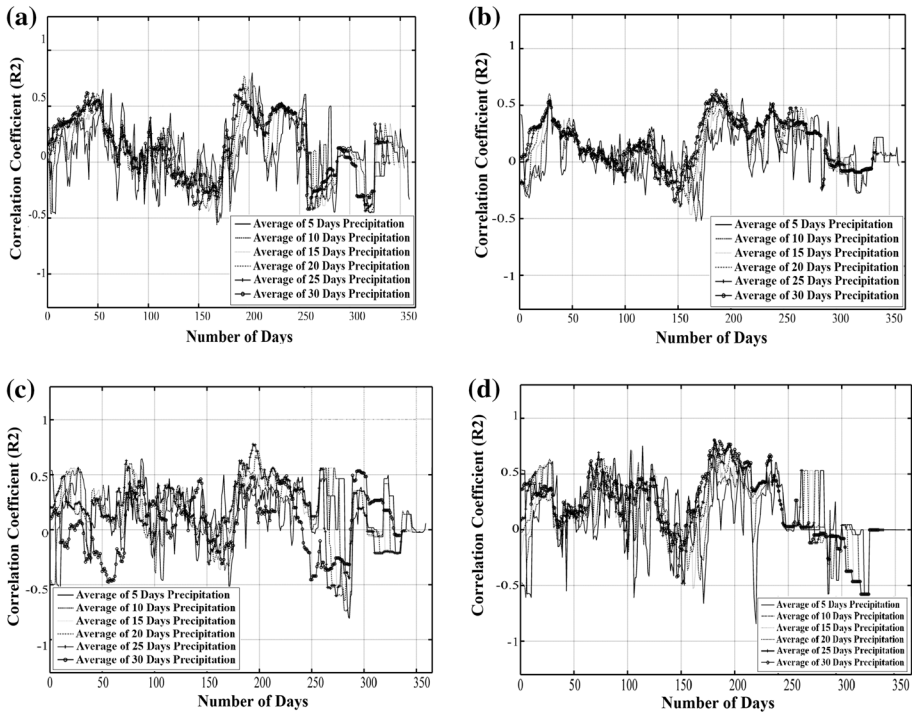 (a)
1
0.5
0
-0.5
-1
Correlation Coefficient (R2)
Average of 5 Days Precipitation
Average of 10 Days Precipitation
Average of 15 Days Precipitation
Average of 20 Days Precipitation
Average of 25 Days Precipitation
Average of 30 Days Precipitation
0 50 100 150 200 250 300 350
Number of Days
(b)
1
0.5
0
-0.5
-1
Correlation Coefficient (R2)
Average of 5 Days Precipitation
Average of 10 Days Precipitation
Average of 15 Days Precipitation
Average of 20 Days Precipitation
Average of 25 Days Precipitation
Average of 30 Days Precipitation
0 50 100 150 200 250 300 350
Number of Days
(c)
1
0.5
0
-0.5
-1
Correlation Coefficient (R2)
Average of 5 Days Precipitation
Average of 10 Days Precipitation
Average of 15 Days Precipitation
Average of 20 Days Precipitation
Average of 25 Days Precipitation
Average of 30 Days Precipitation
0 50 100 150 200 250 300 350
Number of Days
(d)
1
0.5
0
-0.5
-1
Correlation Coefficient (R2)
Average of 5 Days Precipitation
Average of 10 Days Precipitation
Average of 15 Days Precipitation
Average of 20 Days Precipitation
Average of 25 Days Precipitation
Average of 30 Days Precipitation
0 50 100 150 200 250 300 350
Number of Days